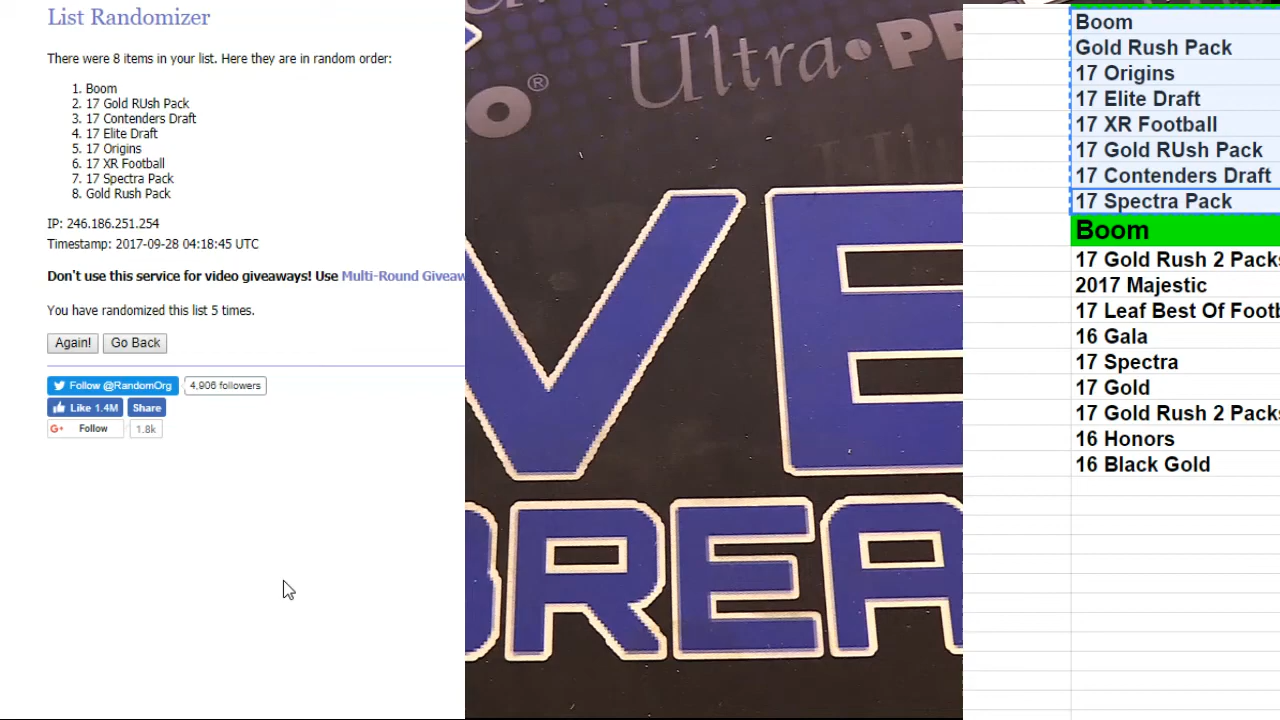 List Randomizer
There were 8 items in your list. Here they are in random order:
1. Boom
2. 17 Gold RUsh Pack
3. 17 Contenders Draft
4. 17 Elite Draft
5. 17 Origins
6. 17 XR Football
7. 17 Spectra Pack
8. Gold Rush Pack
IP: 246.186.251.254
Timestamp: 2017-09-28 04:18:45 UTC
Don't use this service for video giveaways! Use Multi-Round Giveaw
You have randomized this list 5 times.
Again! Go Back
Follow @RandomOrg 4,906 followers
Like 1.4M Share
G+ Follow 1.8k
Ultra•PR
O®
VE
BREA
Boom
Gold Rush Pack
17 Origins
17 Elite Draft
17 XR Football
17 Gold RUsh Pack
17 Contenders Draft
17 Spectra Pack
Boom
17 Gold Rush 2 Packs
2017 Majestic
17 Leaf Best Of Footb
16 Gala
17 Spectra
17 Gold
17 Gold Rush 2 Packs
16 Honors
16 Black Gold